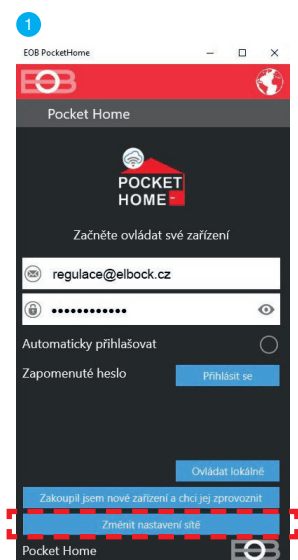 1
EOB PocketHome
EOB
Pocket Home
POCKET
HOME
Začněte ovládat své zařízení
regulace@elbock.cz
••••••••••••
Automaticky přihlašovat
Zapomenuté heslo
Přihlásit se
Ovládat lokálně
Zakoupil jsem nové zařízení a chci jej zprovoznit
Změnit nastavení sítě
Pocket Home
EOB